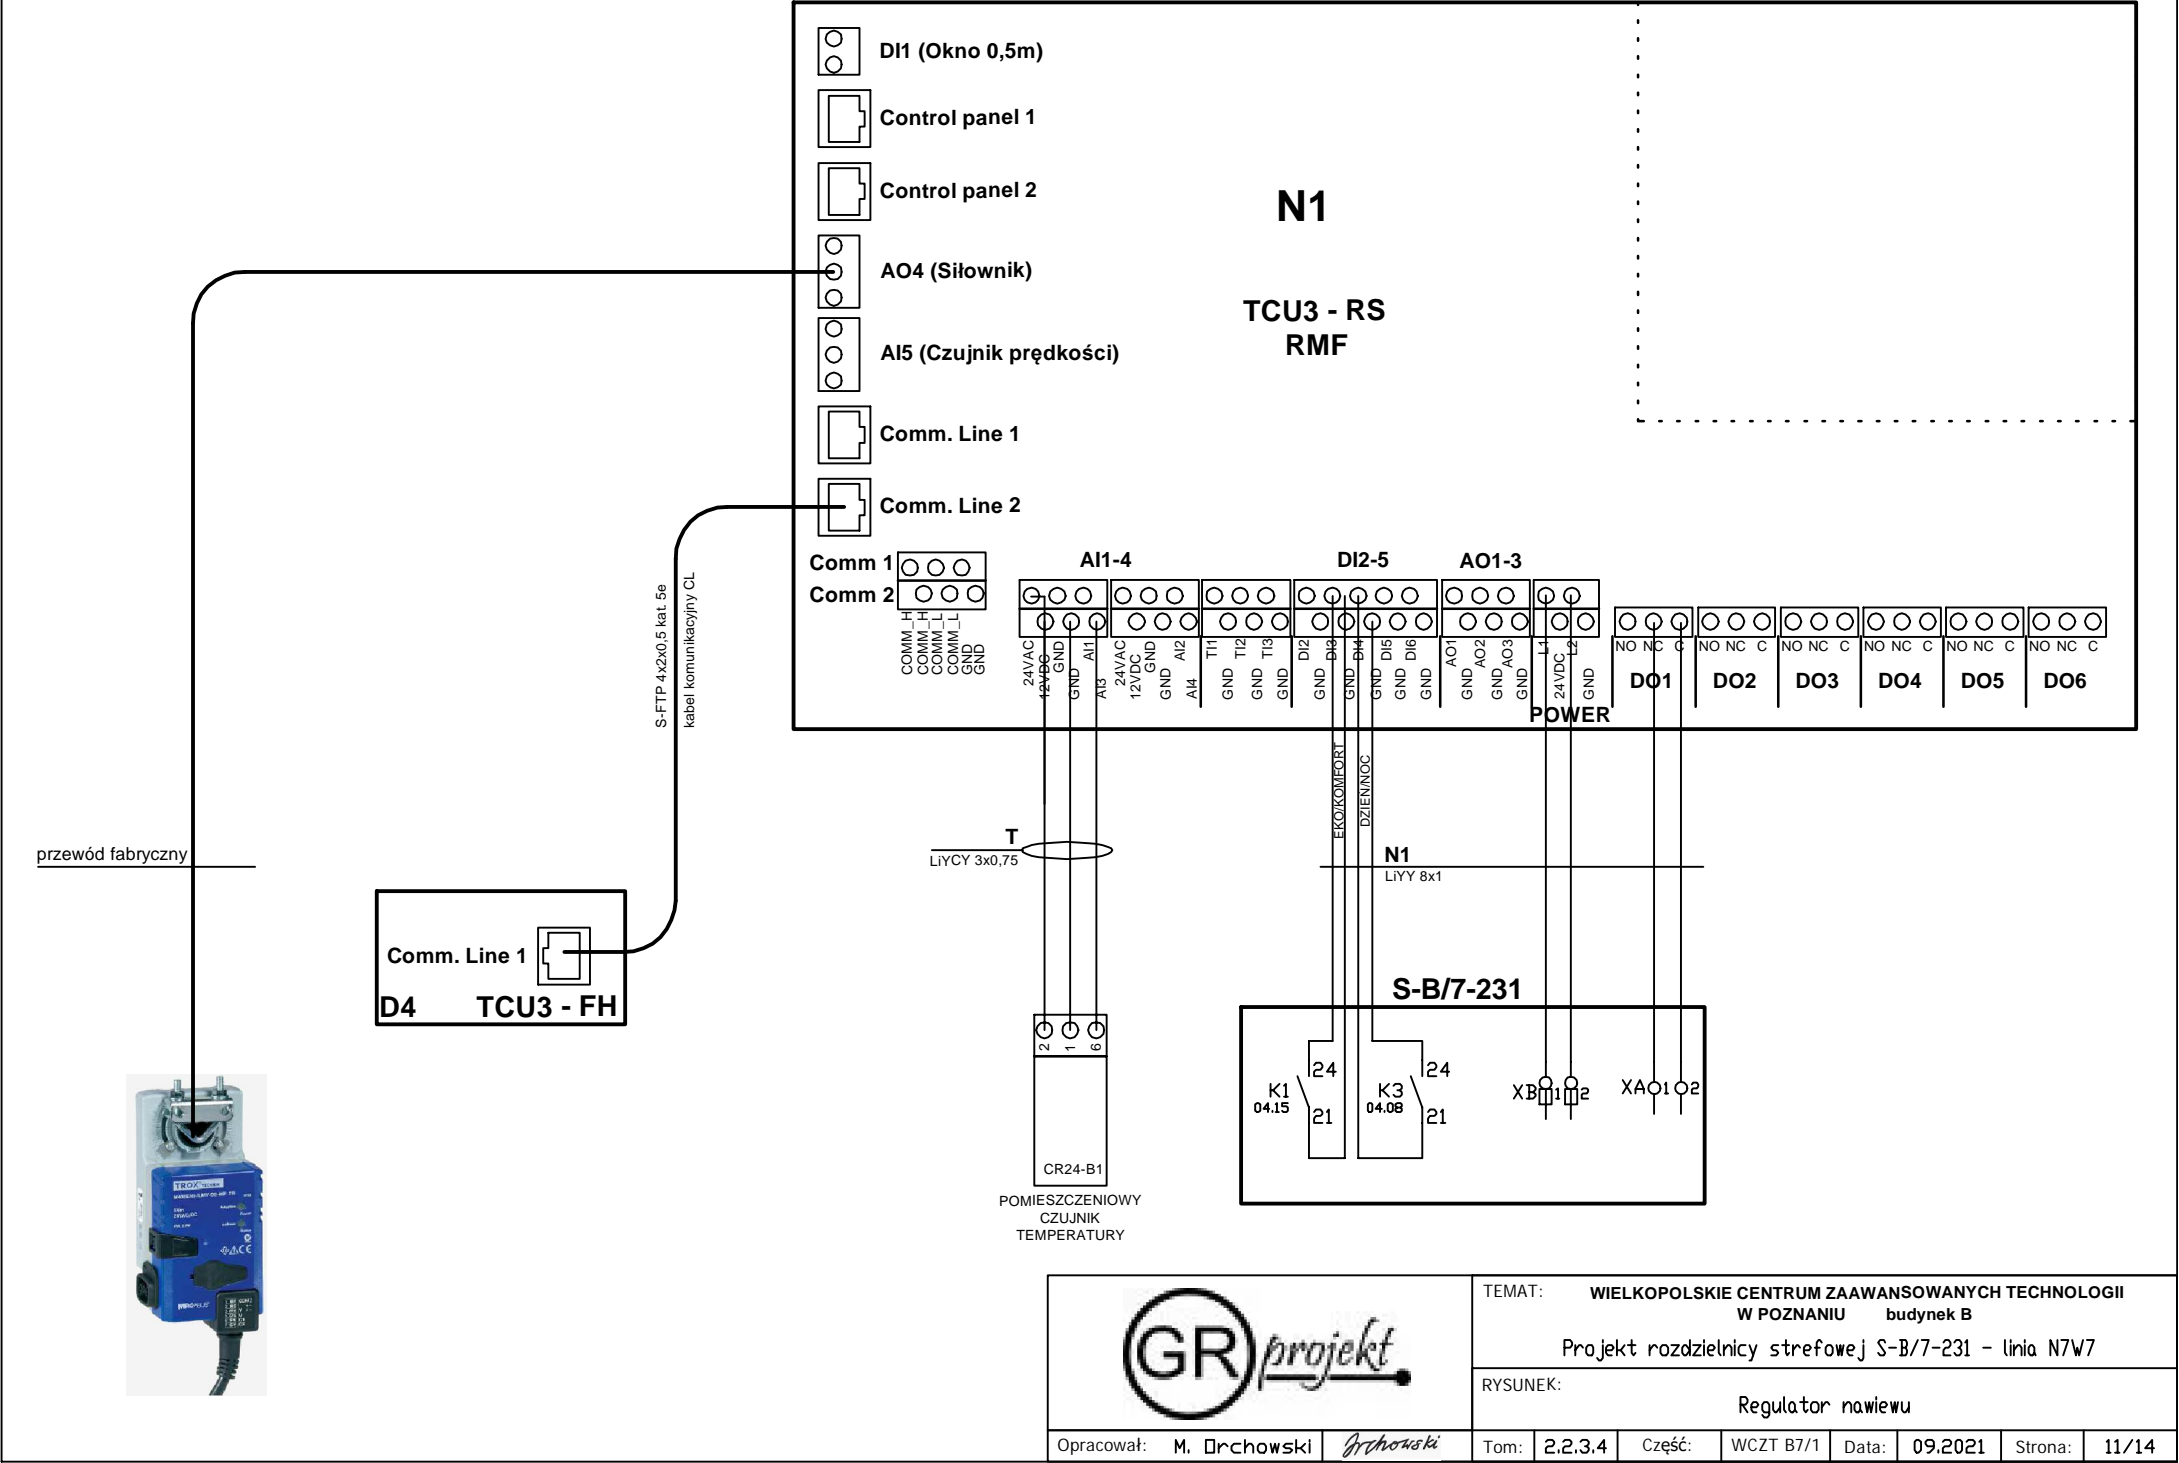 DI1 (Okno 0,5m)
Control panel 1
Control panel 2
N1
AO4 (Siłownik)
TCU3 - RS
RMF
AI5 (Czujnik prędkości)
Comm. Line 1
Comm. Line 2
Comm 1
Comm 2
AI1-4
DI2-5
AO1-3
COMM_H
COMM_H
COMM_L
COMM_L
GND
GND
24VAC
12VDC
GND
GND
AI1
AI3
24VAC
12VDC
GND
GND
AI2
AI4
TI1
GND
TI2
GND
TI3
GND
DI2
GND
DI3
GND
DI4
GND
DI5
GND
DI6
GND
AO1
GND
AO2
GND
AO3
GND
L1
24VDC
L2
GND
POWER
NO NC C
NO NC C
NO NC C
NO NC C
NO NC C
NO NC C
DO1
DO2
DO3
DO4
DO5
DO6
S-FTP 4x2x0,5 kat. 5e
kabel komunikacyjny CL
EKO/KOMFORT
DZIEŃ/NOC
przewód fabryczny
T
LiYCY 3x0,75
N1
LiYY 8x1
Comm. Line 1
D4 TCU3 - FH
S-B/7-231
2 1 6
CR24-B1
POMIESZCZENIOWY
CZUJNIK
TEMPERATURY
K1
04.15
24
21
K3
04.08
24
21
XB 1 2
XA 1 2
TROX TECHNIK
GR projekt
TEMAT: WIELKOPOLSKIE CENTRUM ZAAWANSOWANYCH TECHNOLOGII
W POZNANIU budynek B
Projekt rozdzielnicy strefowej S-B/7-231 - linia N7W7
RYSUNEK:
Regulator nawiewu
Opracował: M. Orchowski Orchowski
Tom: 2.2.3.4 Część: WCZT B7/1 Data: 09.2021 Strona: 11/14